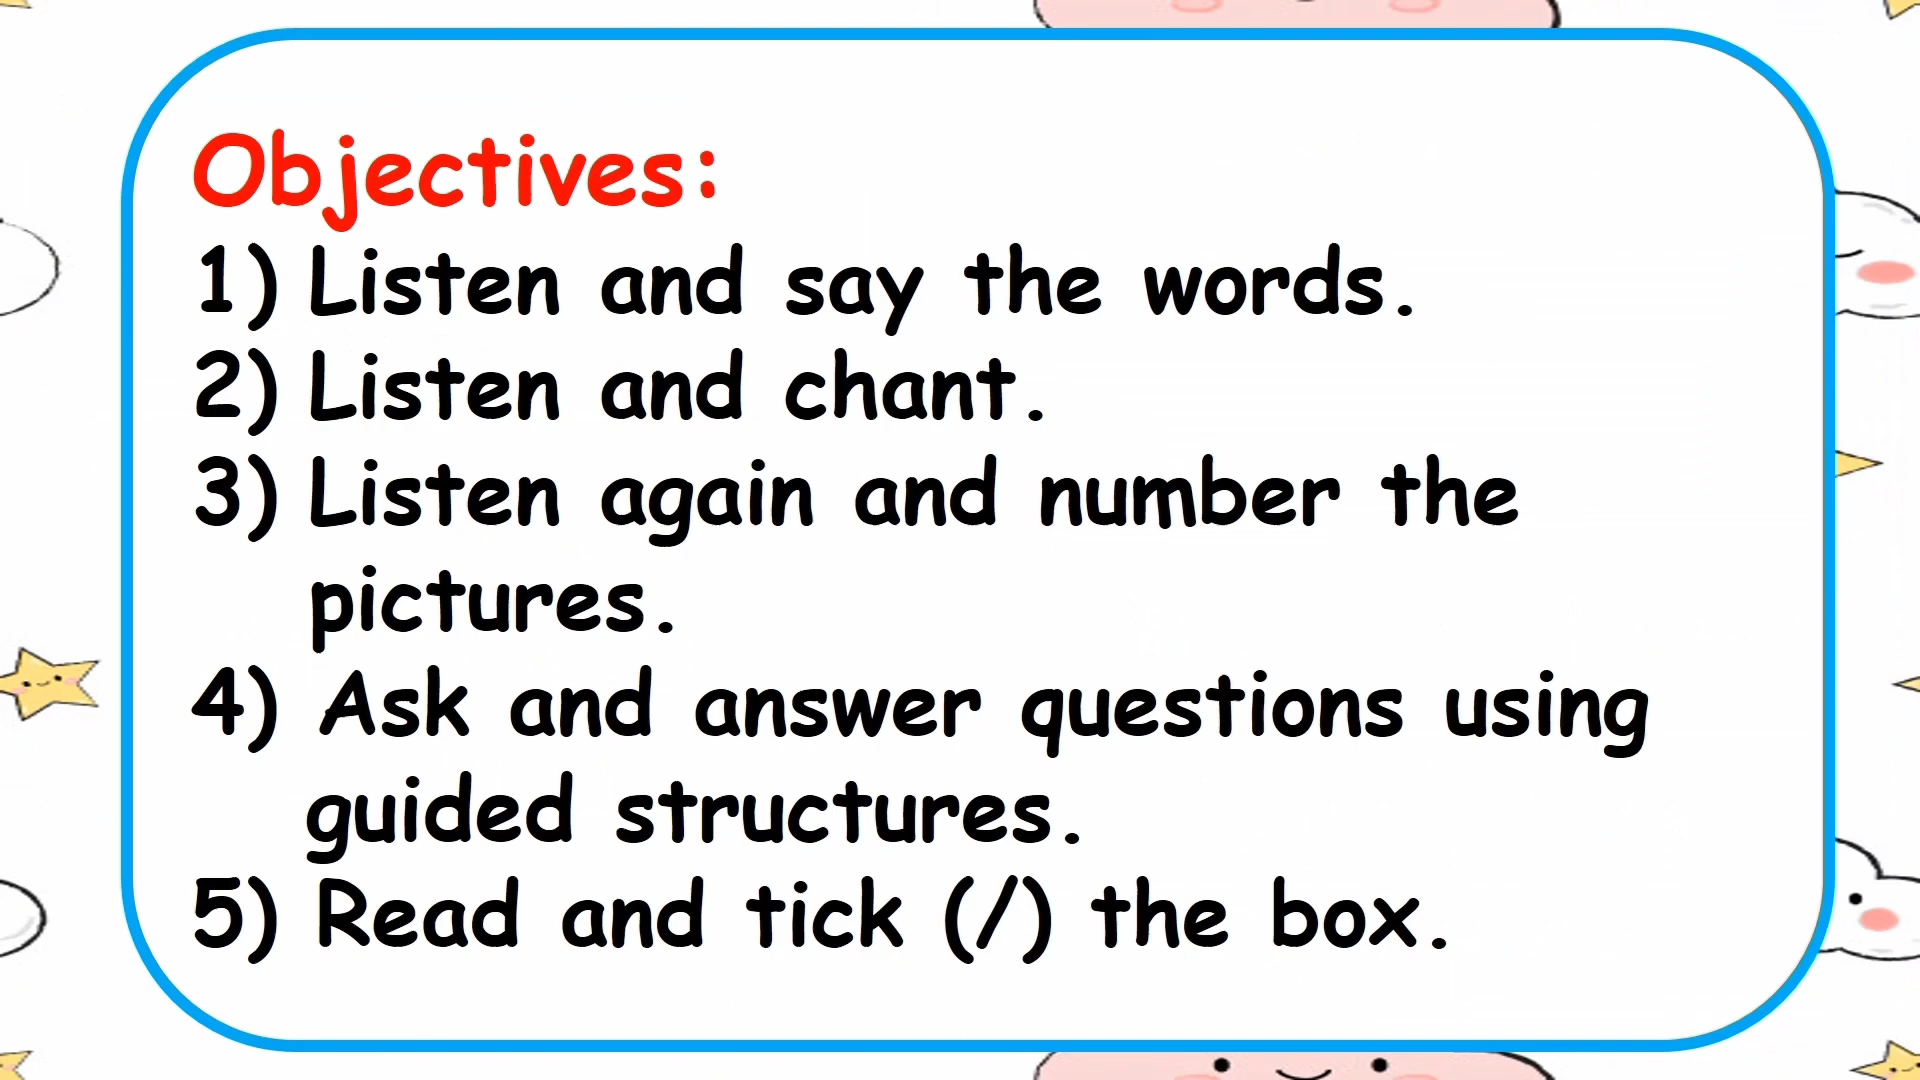 Objectives:
1) Listen and say the words.
2) Listen and chant.
3) Listen again and number the
pictures.
4) Ask and answer questions using
guided structures.
5) Read and tick (/) the box.